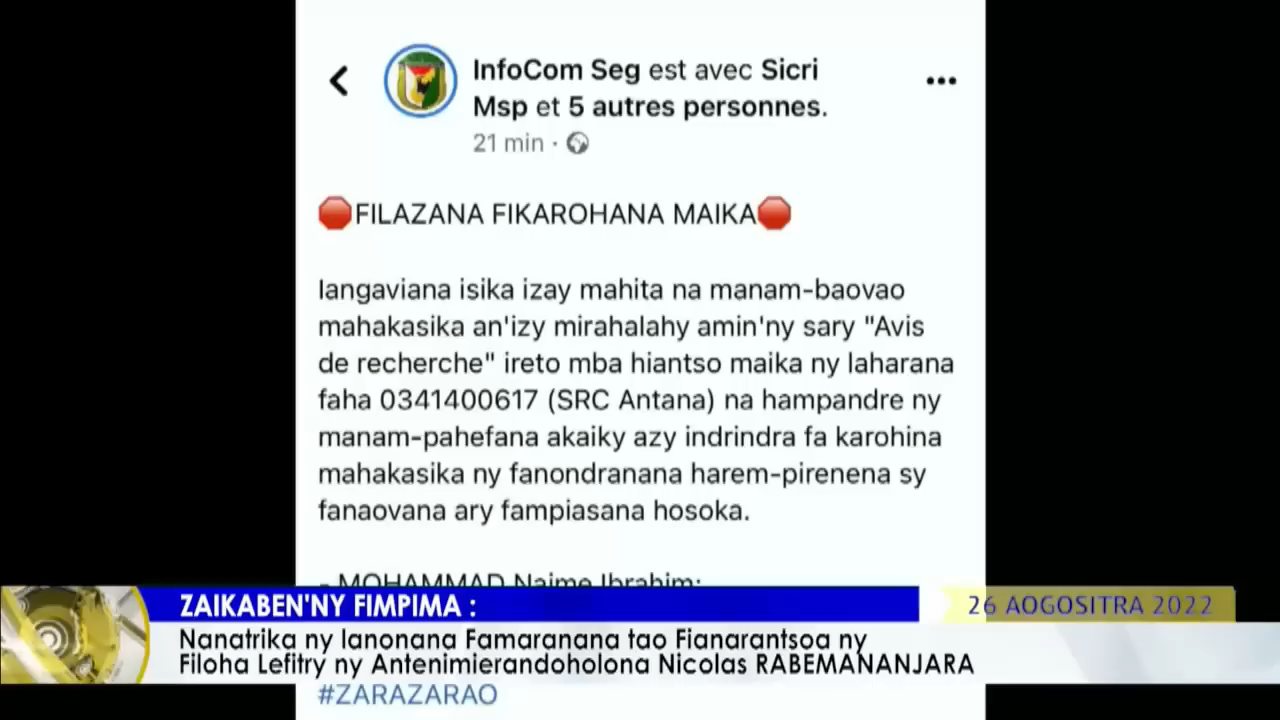 InfoCom Seg est avec Sicri
Msp et 5 autres personnes.
21 min ·
FILAZANA FIKAROHANA MAIKA
Iangaviana isika izay mahita na manam-baovao
mahakasika an'izy mirahalahy amin'ny sary "Avis
de recherche" ireto mba hiantso maika ny laharana
faha 0341400617 (SRC Antana) na hampandre ny
manam-pahefana akaiky azy indrindra fa karohina
mahakasika ny fanondranana harem-pirenena sy
fanaovana ary fampiasana hosoka.
- MOHAMMAD Naime Ibrahim:
ZAIKABEN'NY FIMPIMA :
26 AOGOSITRA 2022
Nanatrika ny lanonana Famaranana tao Fianarantsoa ny
Filoha Lefitry ny Antenimierandoholona Nicolas RABEMANANJARA
#ZARAZARAO